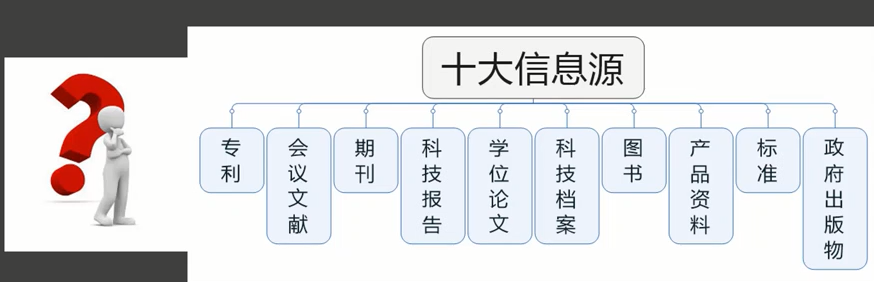 十大信息源
专利
会议文献
期刊
科技报告
学位论文
科技档案
图书
产品资料
标准
政府出版物